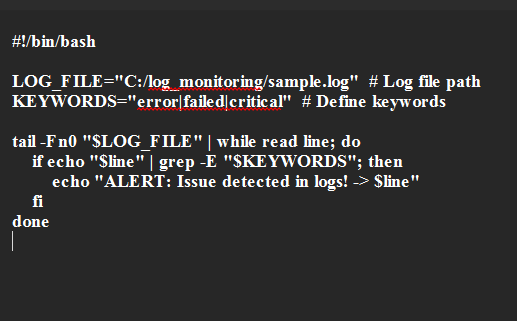 #!/bin/bash
LOG_FILE="C:/log_monitoring/sample.log"  # Log file path
KEYWORDS="error|failed|critical"  # Define keywords
tail -Fn0 "$LOG_FILE" | while read line; do
    if echo "$line" | grep -E "$KEYWORDS"; then
        echo "ALERT: Issue detected in logs! -> $line"
    fi
done